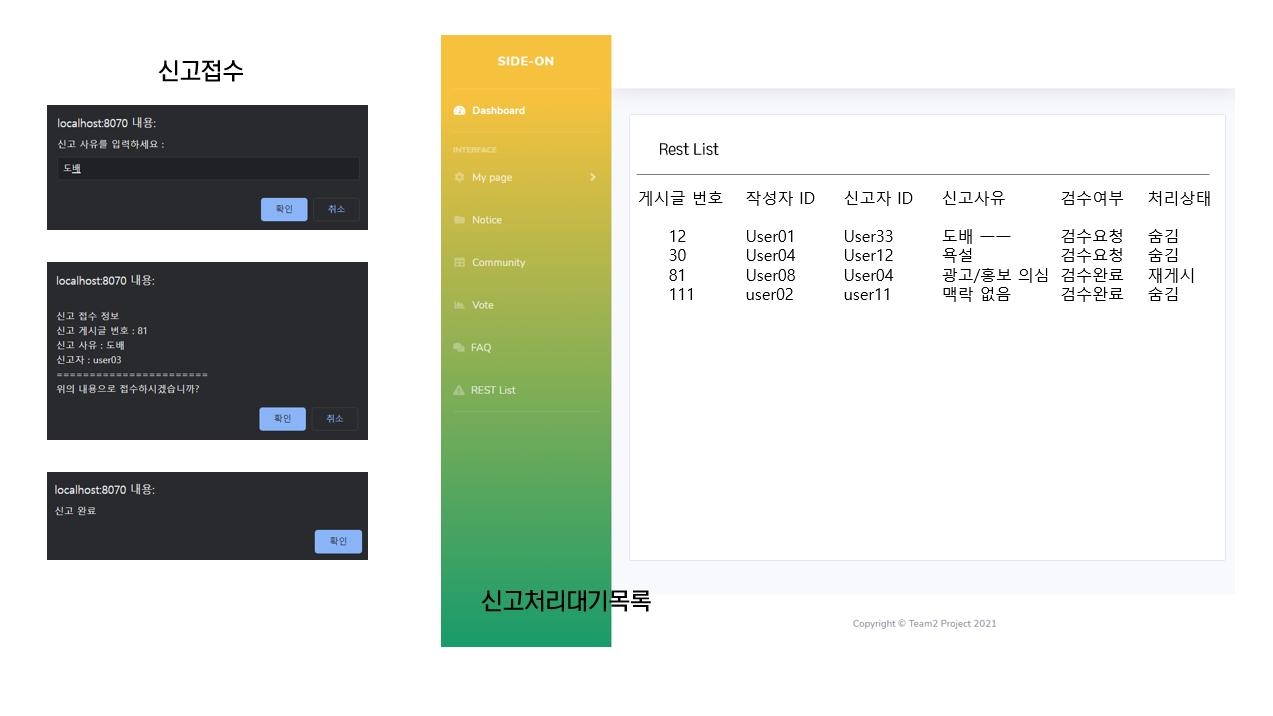 신고접수
localhost:8070 내용:
신고 사유를 입력하세요 :
도배
확인 취소
localhost:8070 내용:
신고 접수 정보
신고 게시글 번호 : 81
신고 사유 : 도배
신고자 : user03
========================
위의 내용으로 접수하시겠습니까?
확인 취소
localhost:8070 내용:
신고 완료
확인
SIDE-ON
Dashboard
INTERFACE
My page
Notice
Community
Vote
FAQ
REST List
Rest List
게시글 번호 작성자 ID 신고자 ID 신고사유 검수여부 처리상태
12 User01 User33 도배 ㅡㅡ 검수요청 숨김
30 User04 User12 욕설 검수요청 숨김
81 User08 User04 광고/홍보 의심 검수완료 재게시
111 user02 user11 맥락 없음 검수완료 숨김
신고처리대기목록
Copyright © Team2 Project 2021